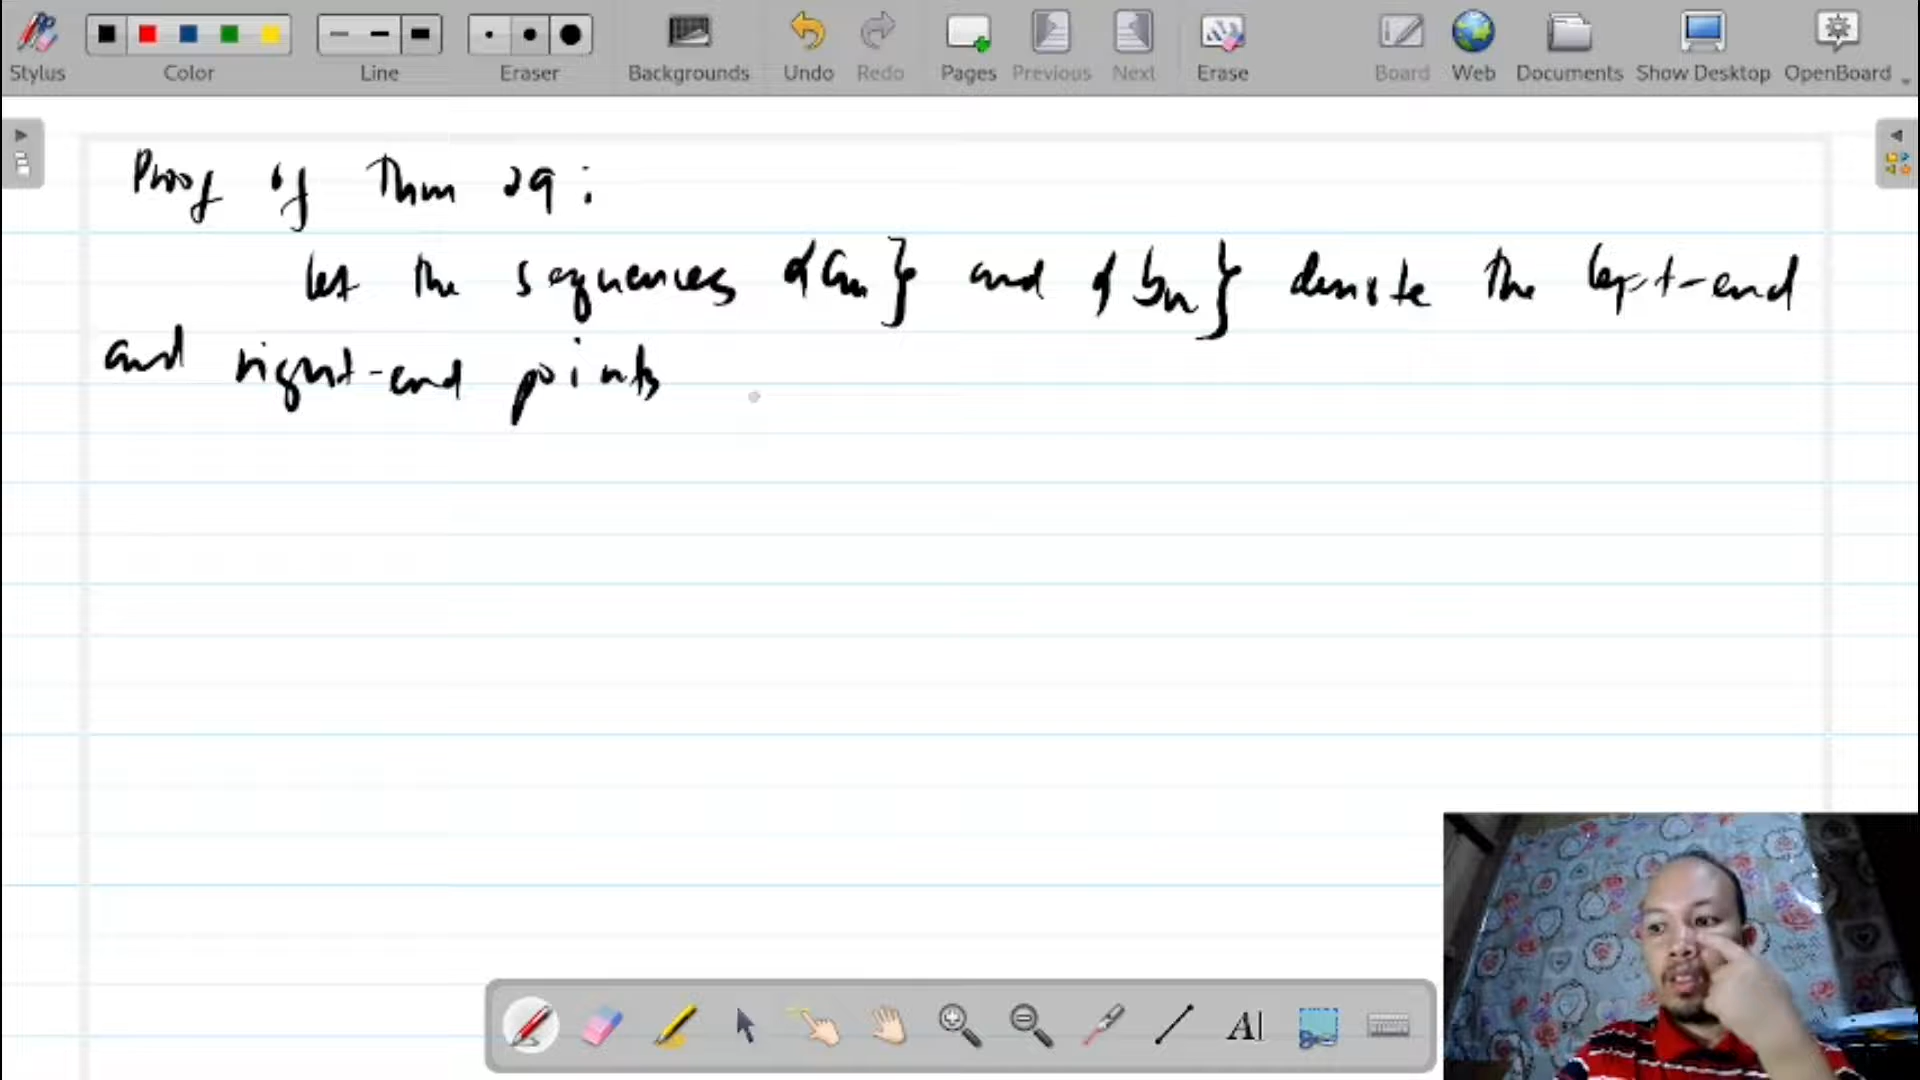 Stylus Color Line Eraser Backgrounds Undo Redo Pages Previous Next Erase Board Web Documents Show Desktop OpenBoard
Proof of Thm 29:
let the sequences {an} and {bn} denote the left-end
and right-end points
A|